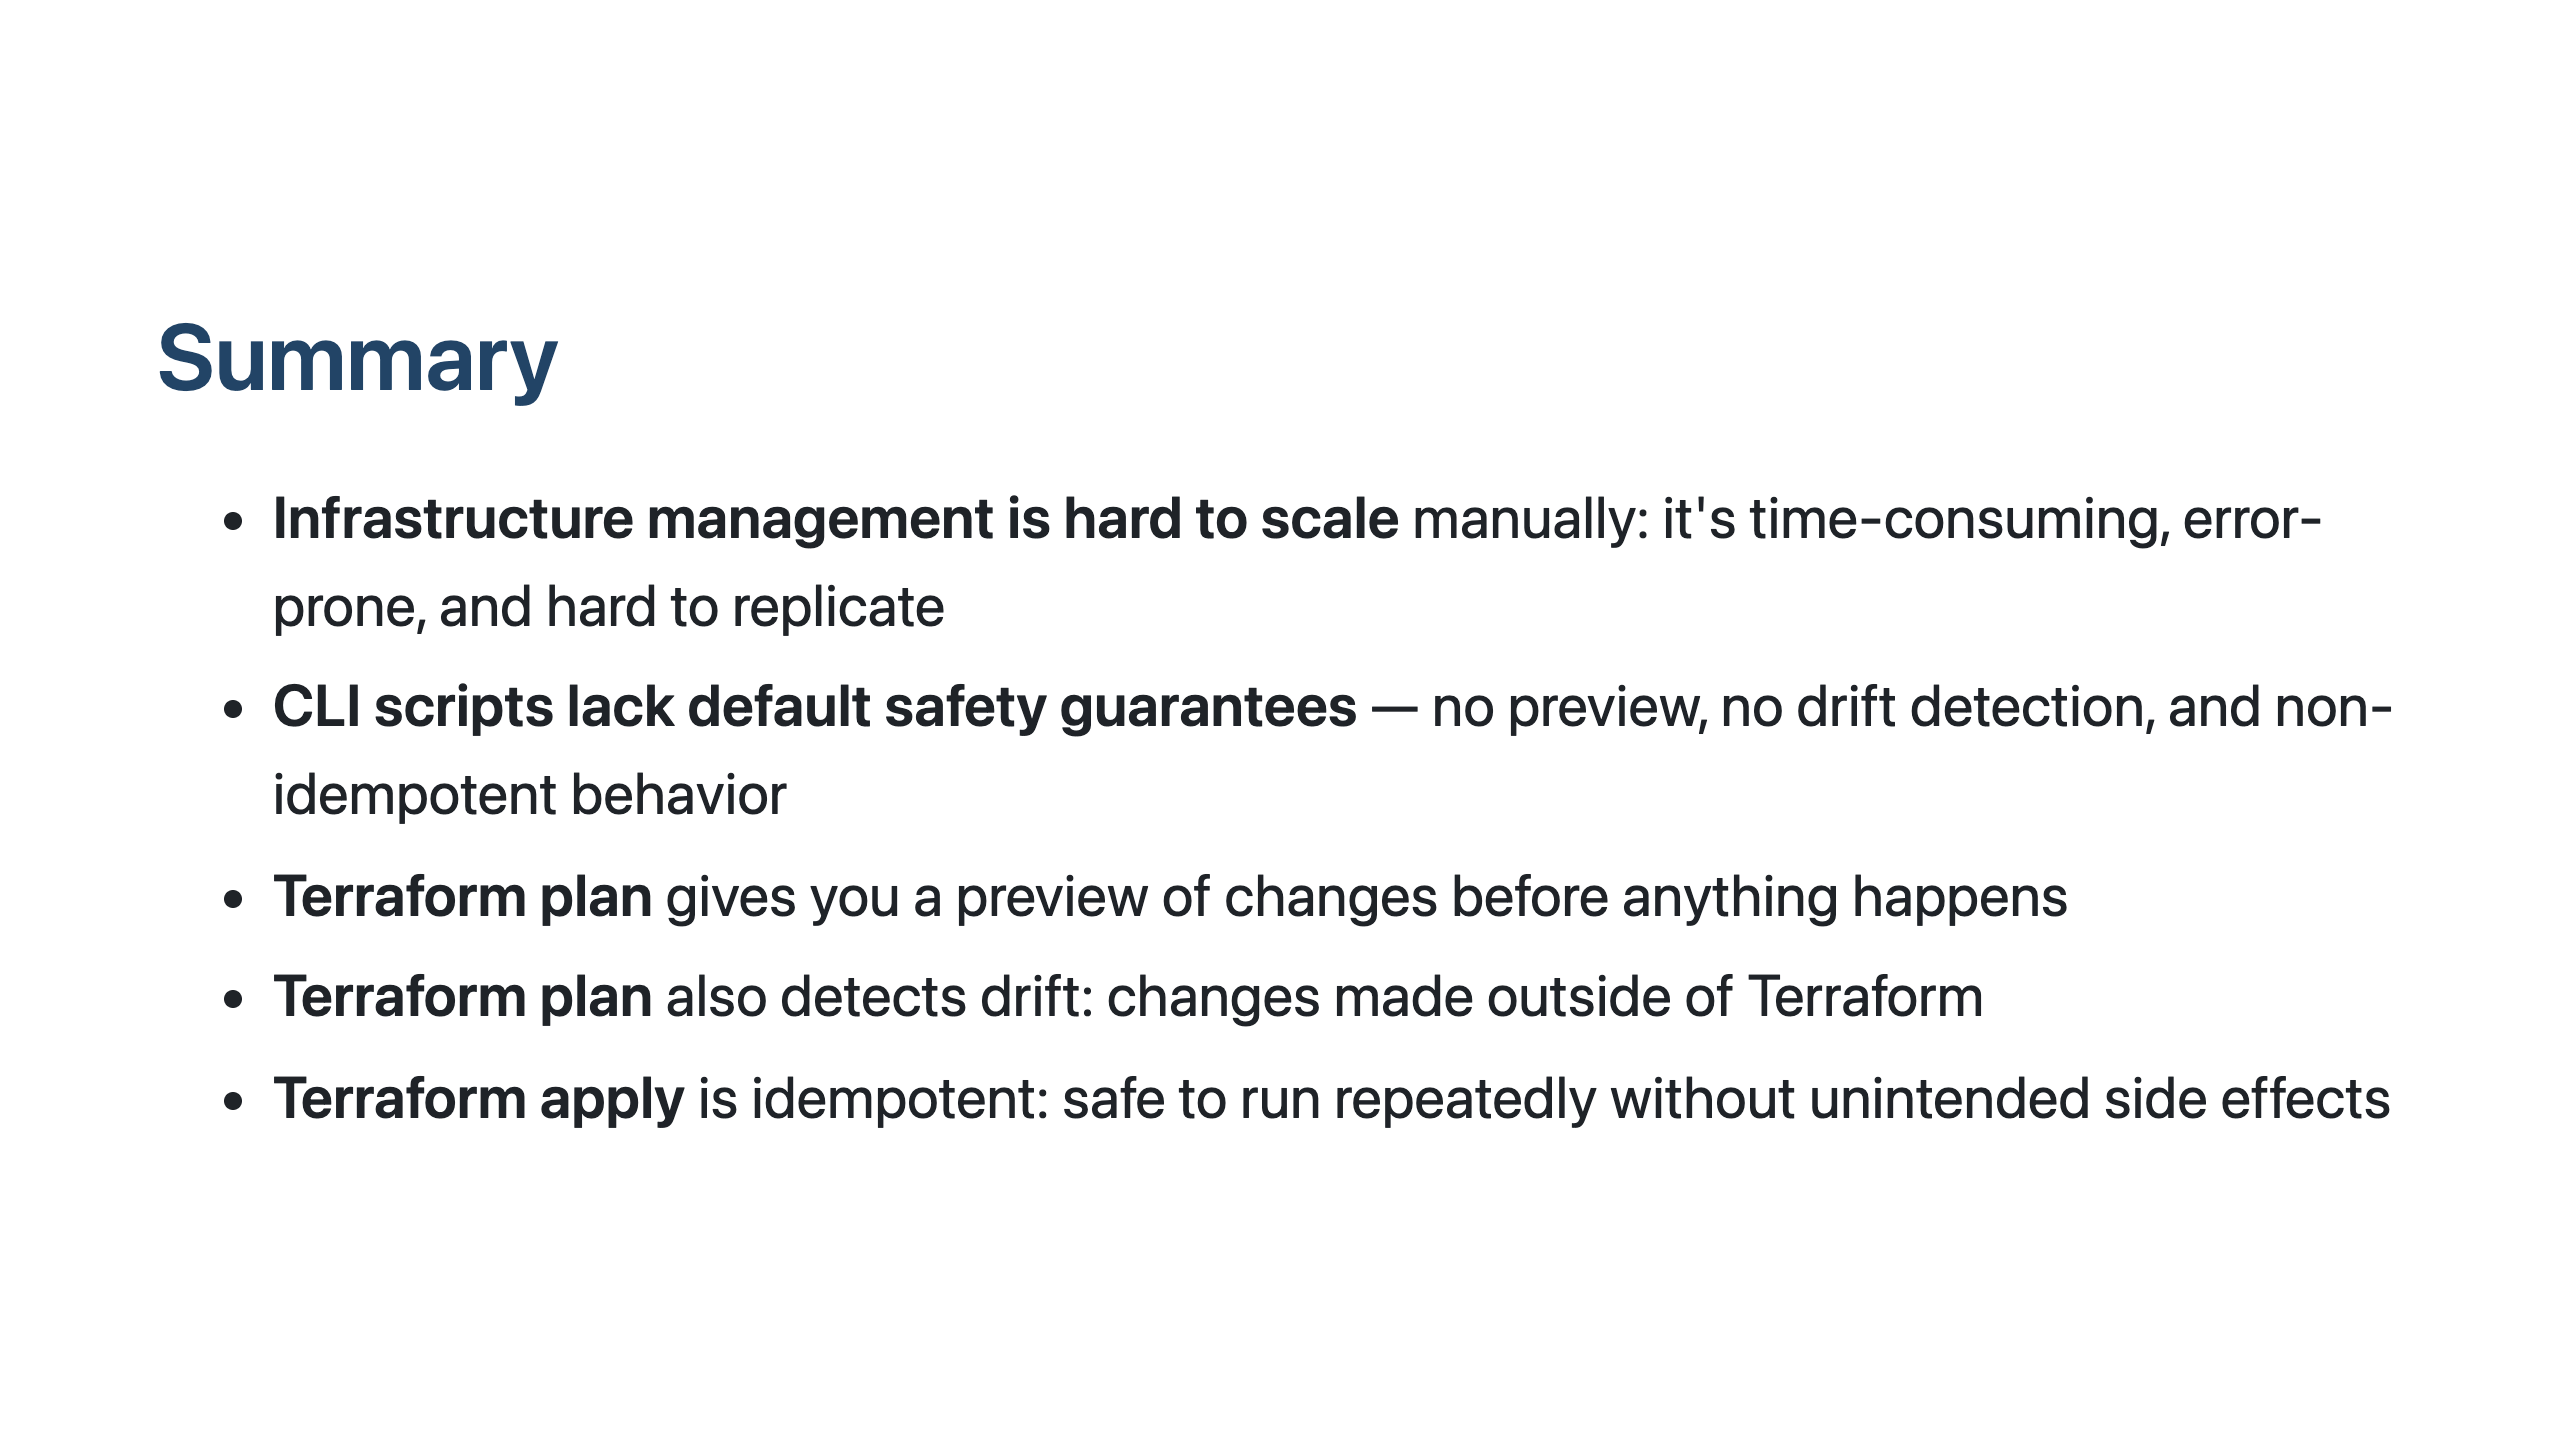 Summary
• Infrastructure management is hard to scale manually: it's time-consuming, error-
prone, and hard to replicate
• CLI scripts lack default safety guarantees — no preview, no drift detection, and non-
idempotent behavior
• Terraform plan gives you a preview of changes before anything happens
• Terraform plan also detects drift: changes made outside of Terraform
• Terraform apply is idempotent: safe to run repeatedly without unintended side effects